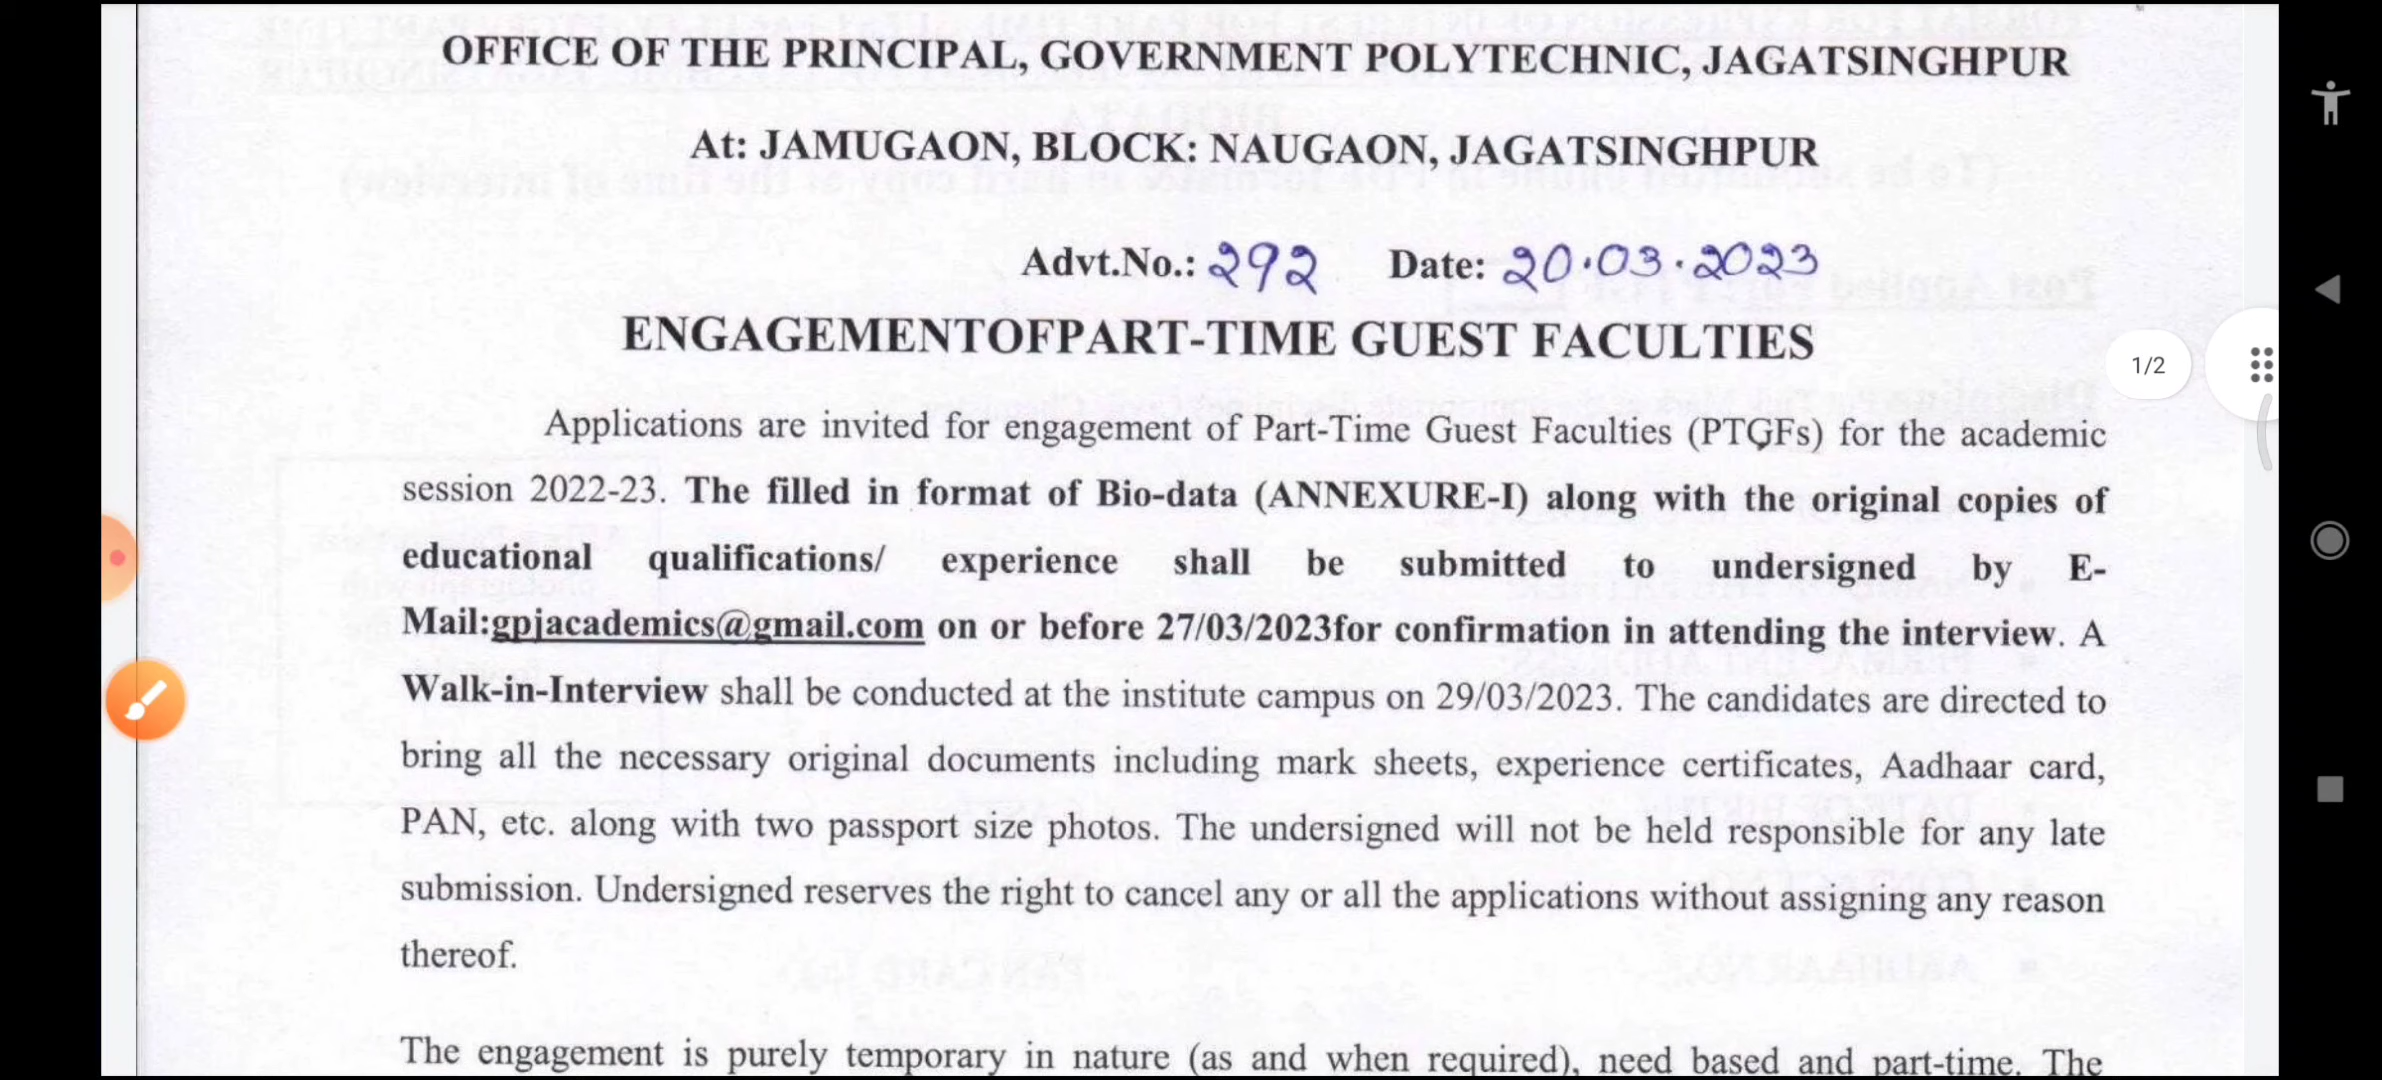 OFFICE OF THE PRINCIPAL, GOVERNMENT POLYTECHNIC, JAGATSINGHPUR
At: JAMUGAON, BLOCK: NAUGAON, JAGATSINGHPUR
Advt.No.: 292 Date: 20.03.2023
ENGAGEMENTOFPART-TIME GUEST FACULTIES
1/2
Applications are invited for engagement of Part-Time Guest Faculties (PTGFs) for the academic
session 2022-23. The filled in format of Bio-data (ANNEXURE-I) along with the original copies of
educational qualifications/ experience shall be submitted to undersigned by E-
Mail:gpjacademics@gmail.com on or before 27/03/2023for confirmation in attending the interview. A
Walk-in-Interview shall be conducted at the institute campus on 29/03/2023. The candidates are directed to
bring all the necessary original documents including mark sheets, experience certificates, Aadhaar card,
PAN, etc. along with two passport size photos. The undersigned will not be held responsible for any late
submission. Undersigned reserves the right to cancel any or all the applications without assigning any reason
thereof.
The engagement is purely temporary in nature (as and when required), need based and part-time. The